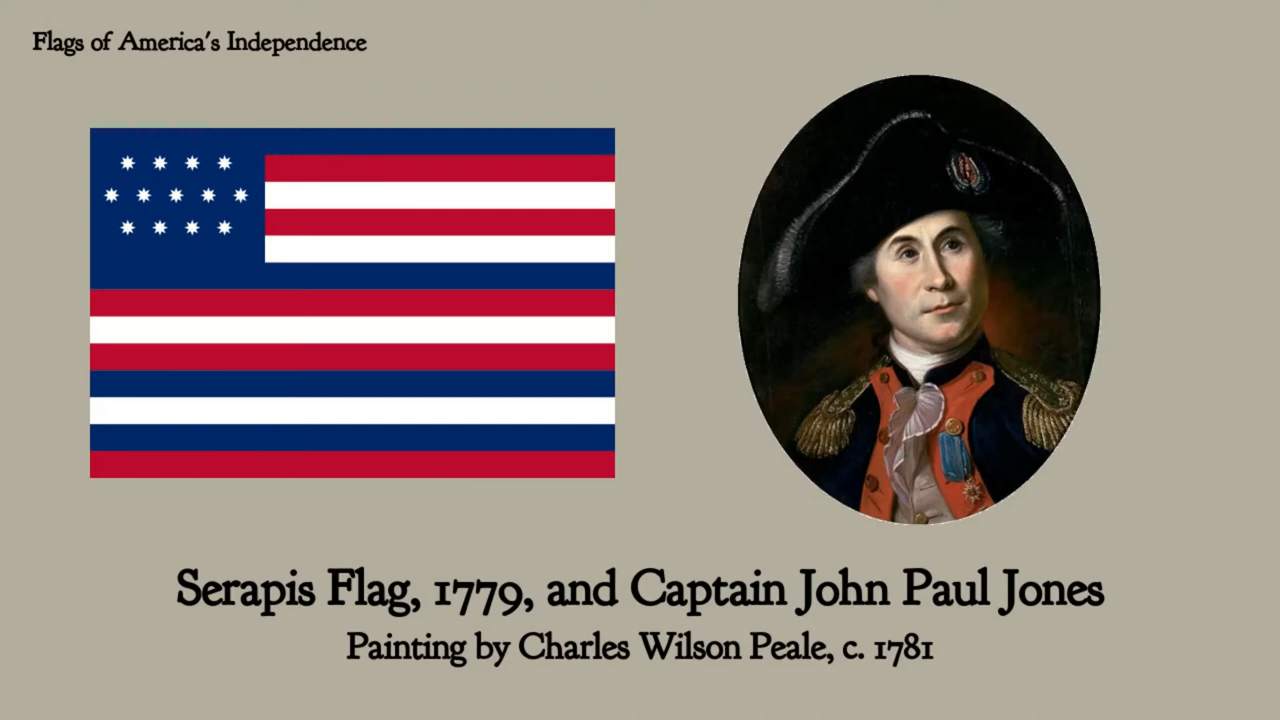 Flags of America's Independence
Serapis Flag, 1779, and Captain John Paul Jones
Painting by Charles Wilson Peale, c. 1781